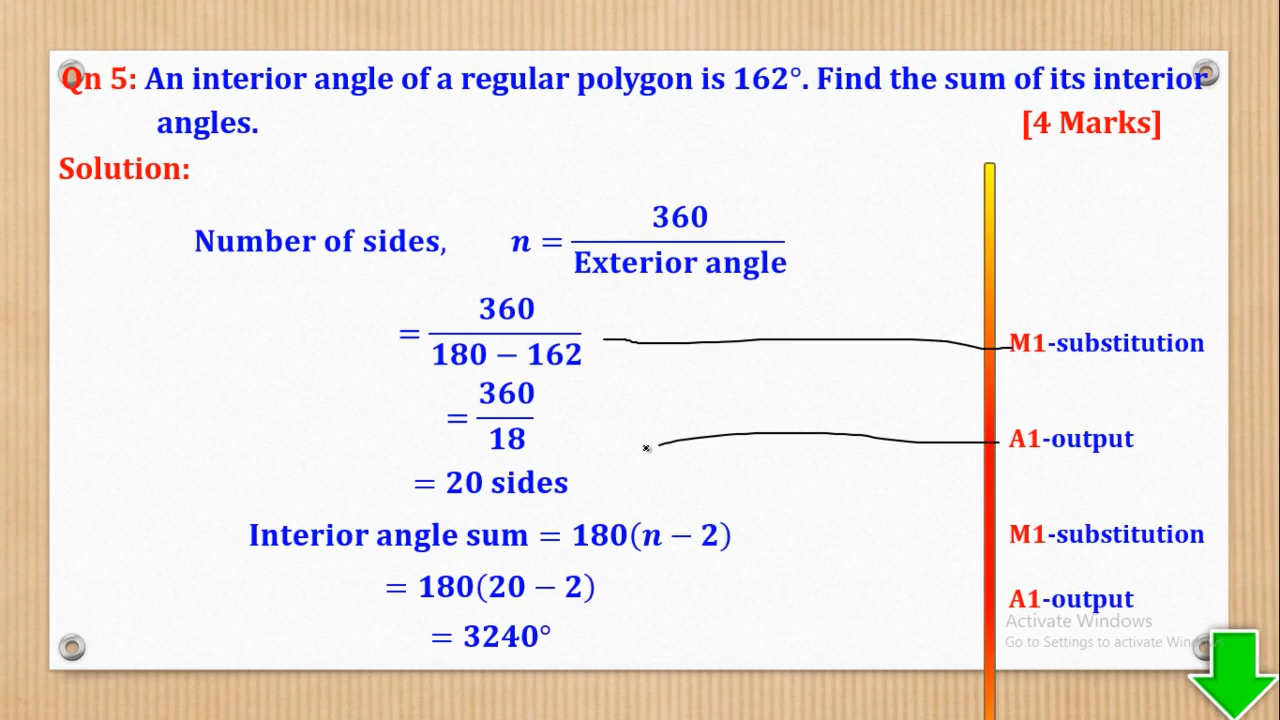 Qn 5: An interior angle of a regular polygon is 162°. Find the sum of its interior
angles. [4 Marks]
Solution:
Number of sides, n = 360 / Exterior angle
= 360 / 180 − 162
M1-substitution
= 360 / 18
A1-output
= 20 sides
Interior angle sum = 180(n − 2)
M1-substitution
= 180(20 − 2)
A1-output
Activate Windows
Go to Settings to activate Windows.
= 3240°